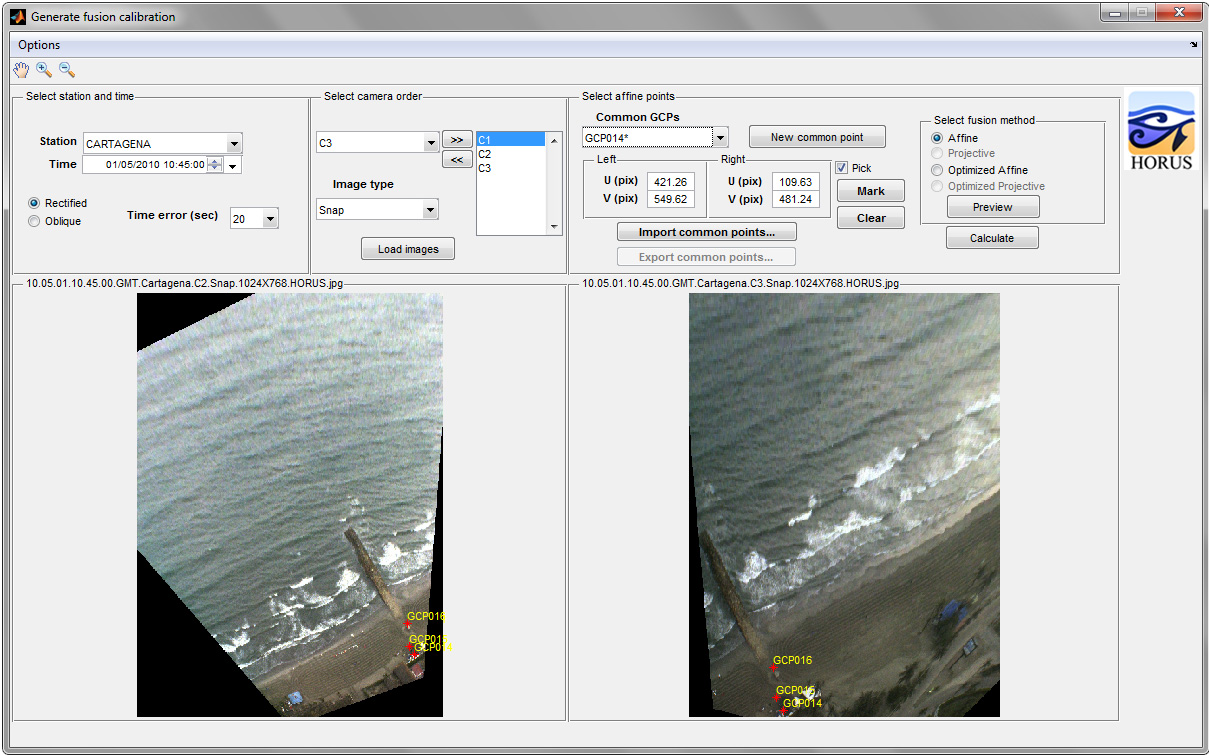 Generate fusion calibration
Options
Select station and time
Station
CARTAGENA
Time
01/05/2010 10:45:00
Rectified
Oblique
Time error (sec)
20
Select camera order
C3
>>
<<
C1
C2
C3
Image type
Snap
Load images
Select affine points
Common GCPs
GCP014*
New common point
Left
U (pix)
421.26
V (pix)
549.62
Right
U (pix)
109.63
V (pix)
481.24
Pick
Mark
Clear
Import common points...
Export common points...
Select fusion method
Affine
Projective
Optimized Affine
Optimized Projective
Preview
Calculate
HORUS
10.05.01.10.45.00.GMT.Cartagena.C2.Snap.1024X768.HORUS.jpg
GCP016
GCP015
GCP014
10.05.01.10.45.00.GMT.Cartagena.C3.Snap.1024X768.HORUS.jpg
GCP016
GCP015
GCP014